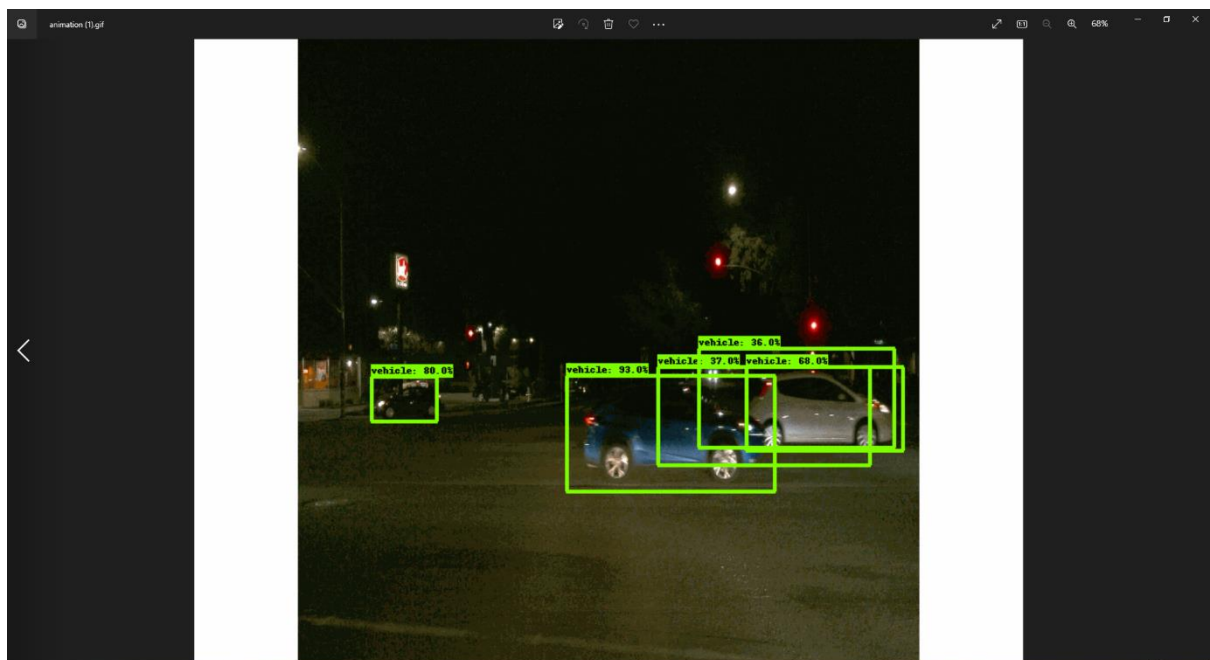 animation (1).gif
68%
vehicle: 36.0%
vehicle: 37.0%
vehicle: 68.0%
vehicle: 80.0%
vehicle: 93.0%